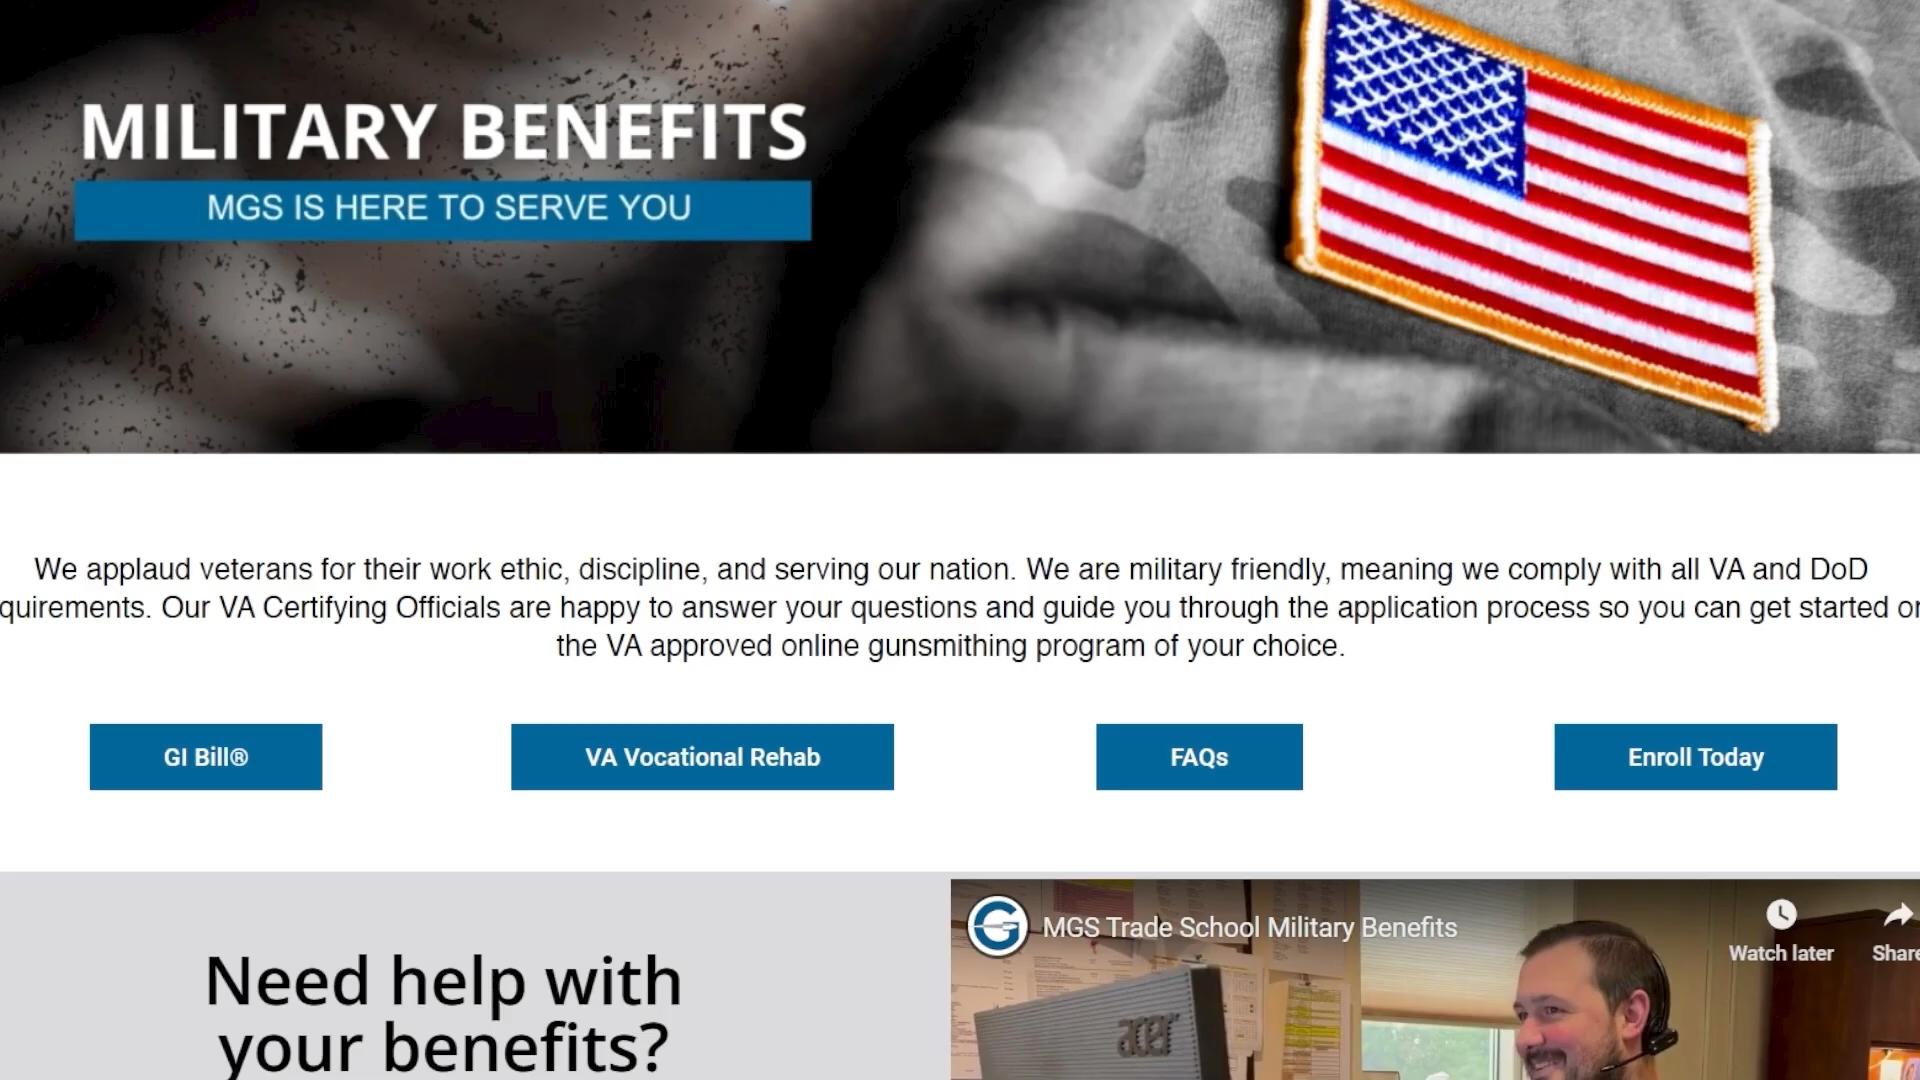 MILITARY BENEFITS
MGS IS HERE TO SERVE YOU
We applaud veterans for their work ethic, discipline, and serving our nation. We are military friendly, meaning we comply with all VA and DoD
quirements. Our VA Certifying Officials are happy to answer your questions and guide you through the application process so you can get started or
the VA approved online gunsmithing program of your choice.
GI Bill®
VA Vocational Rehab
FAQs
Enroll Today
MGS Trade School Military Benefits
Watch later
Share
Need help with
your benefits?
acer